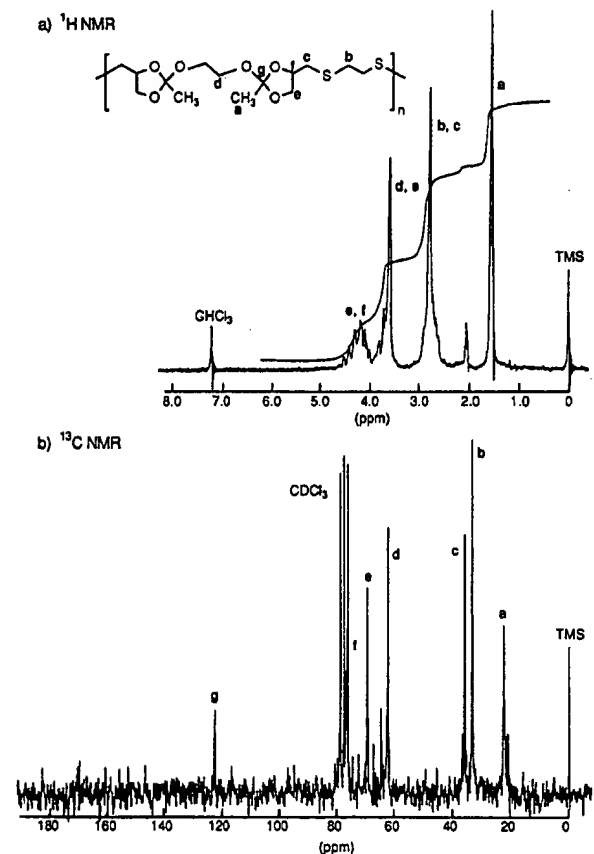 a) ¹H NMR
O O O g O c S b S
d
O CH₃ CH₃ O e n
a
a
b, c
d, e
TMS
e, f
CHCl₃
8.0 7.0 6.0 5.0 4.0 3.0 2.0 1.0 0
(ppm)
b) ¹³C NMR
b
CDCl₃
d
c
e
a
f
TMS
g
180 160 140 120 100 80 60 40 20 0
(ppm)